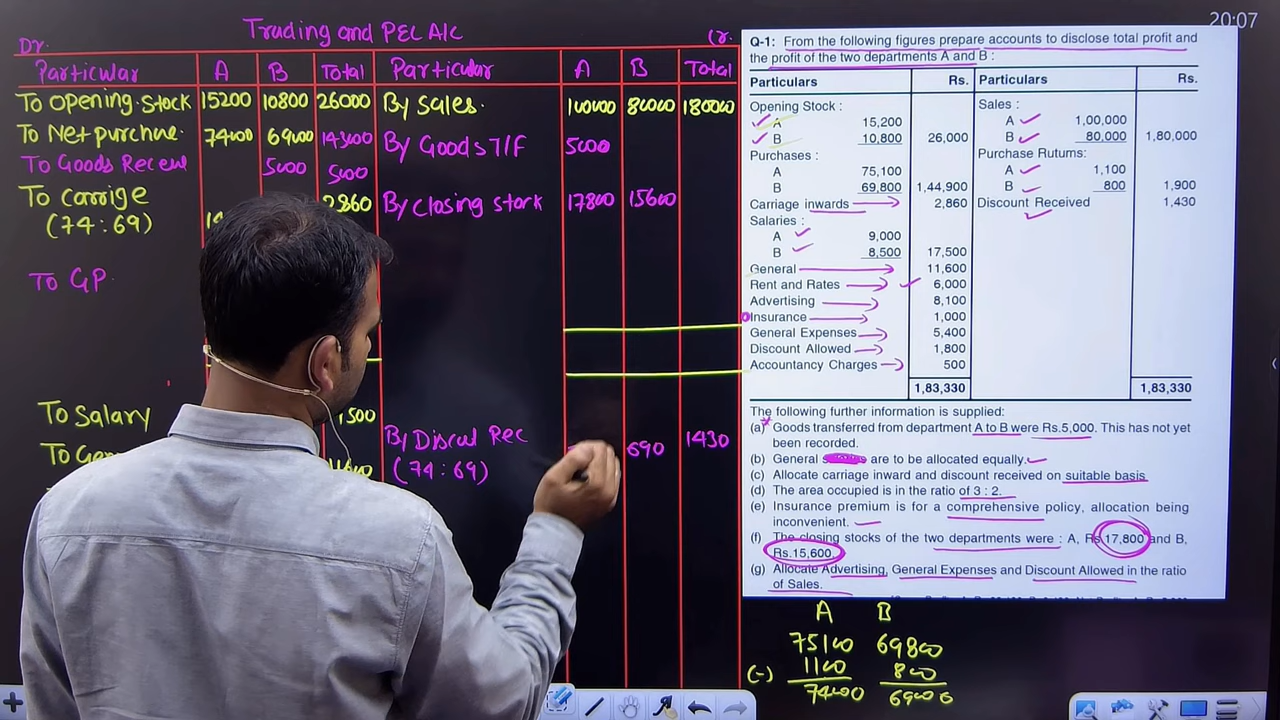 20:07
Trading and P&L A/c
Dr.
Cr.
Particular A B Total Particular A B Total
To Opening Stock 15200 10800 26000 By Sales. 100000 80000 180000
To Net purchase. 74000 69000 143000 By Goods T/F 5000
To Goods Receud 5000 5000
To carrige 2860 By Closing stock 17800 15600
(74:69)
To GP.
To Salary 1500
By Discut Rec 690 1430
(74:69)
Q-1: From the following figures prepare accounts to disclose total profit and
the profit of the two departments A and B :
Particulars Rs. Particulars Rs.
Opening Stock : Sales :
A 15,200 A 1,00,000
B 10,800 26,000 B 80,000 1,80,000
Purchases : Purchase Ruturns:
A 75,100 A 1,100
B 69,800 1,44,900 B 800 1,900
Carriage inwards 2,860 Discount Received 1,430
Salaries :
A 9,000
B 8,500 17,500
General 11,600
Rent and Rates 6,000
Advertising 8,100
Insurance 1,000
General Expenses 5,400
Discount Allowed 1,800
Accountancy Charges 500
1,83,330 1,83,330
The following further information is supplied:
(a) Goods transferred from department A to B were Rs.5,000. This has not yet
been recorded.
(b) General are to be allocated equally.
(c) Allocate carriage inward and discount received on suitable basis
(d) The area occupied is in the ratio of 3 : 2.
(e) Insurance premium is for a comprehensive policy, allocation being
inconvenient.
(f) The closing stocks of the two departments were : A, Rs.17,800 and B,
Rs.15,600
(g) Allocate Advertising, General Expenses and Discount Allowed in the ratio
of Sales.
A B
75100 69800
(-) 1100 800
74000 69000